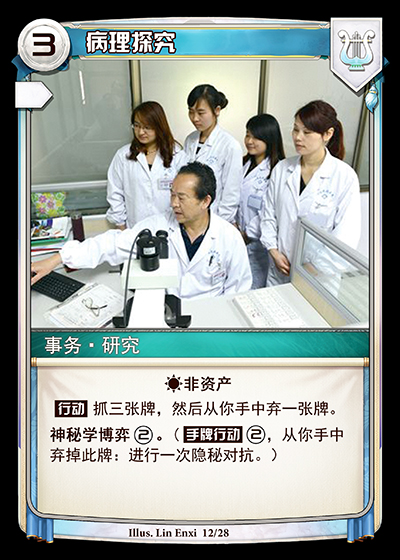 3 病理探究
事务·研究
非资产
行动 抓三张牌，然后从你手中弃一张牌。
神秘学博弈②。（手牌行动②，从你手中
弃掉此牌：进行一次隐秘对抗。）
Illus. Lin Enxi 12/28